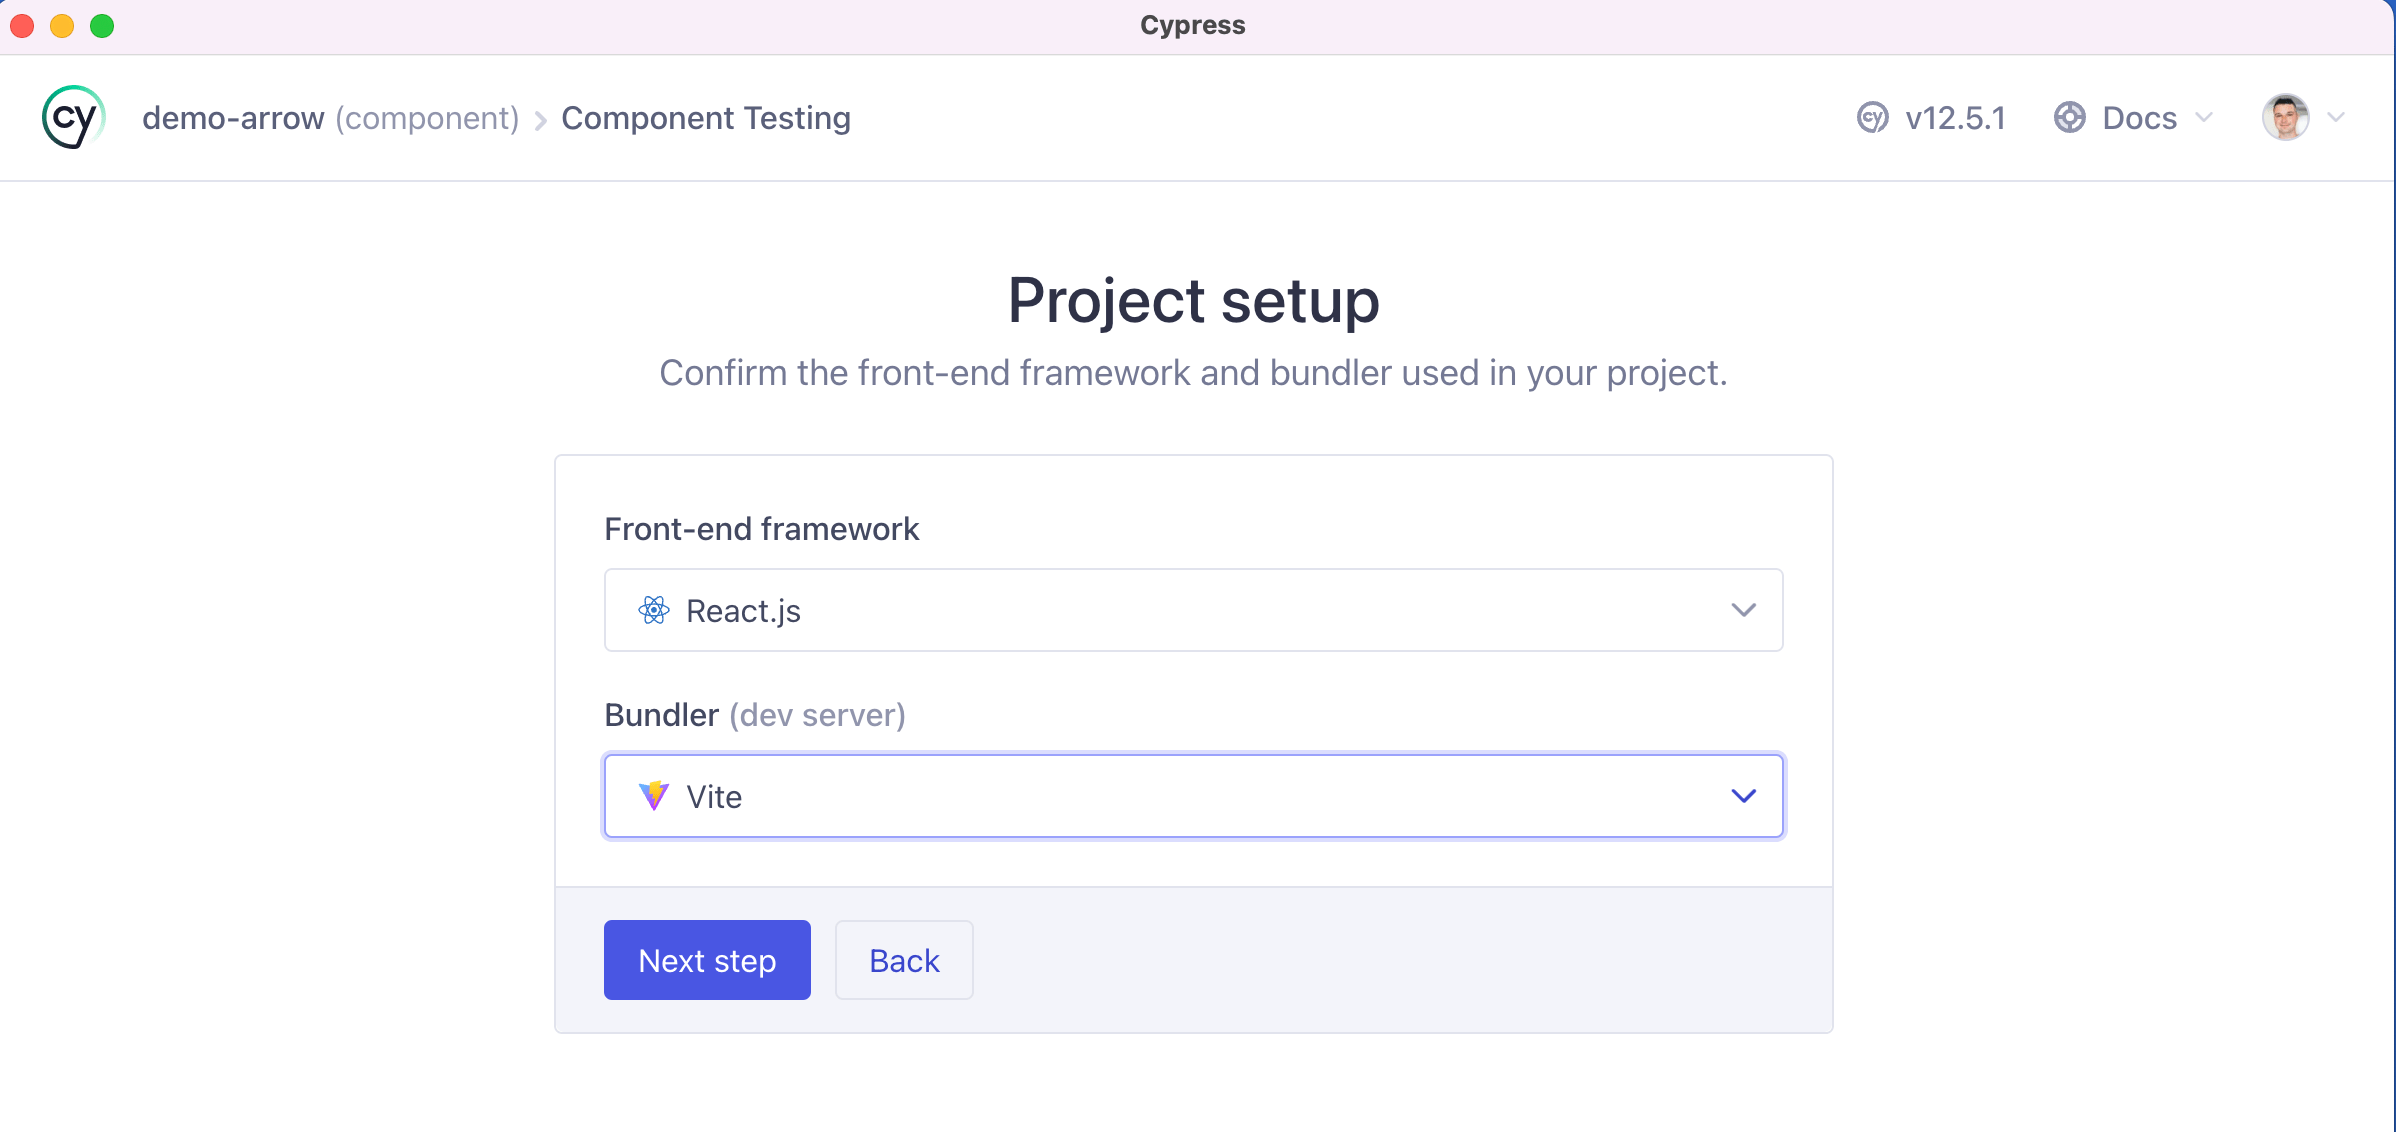 Cypress
cy demo-arrow (component) Component Testing cy v12.5.1 Docs
Project setup
Confirm the front-end framework and bundler used in your project.
Front-end framework
React.js
Bundler (dev server)
Vite
Next step Back